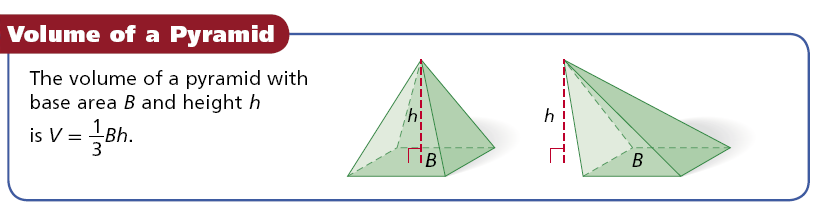 Volume of a Pyramid
The volume of a pyramid with
base area B and height h
is V = 1/3 Bh.
h
B
h
B